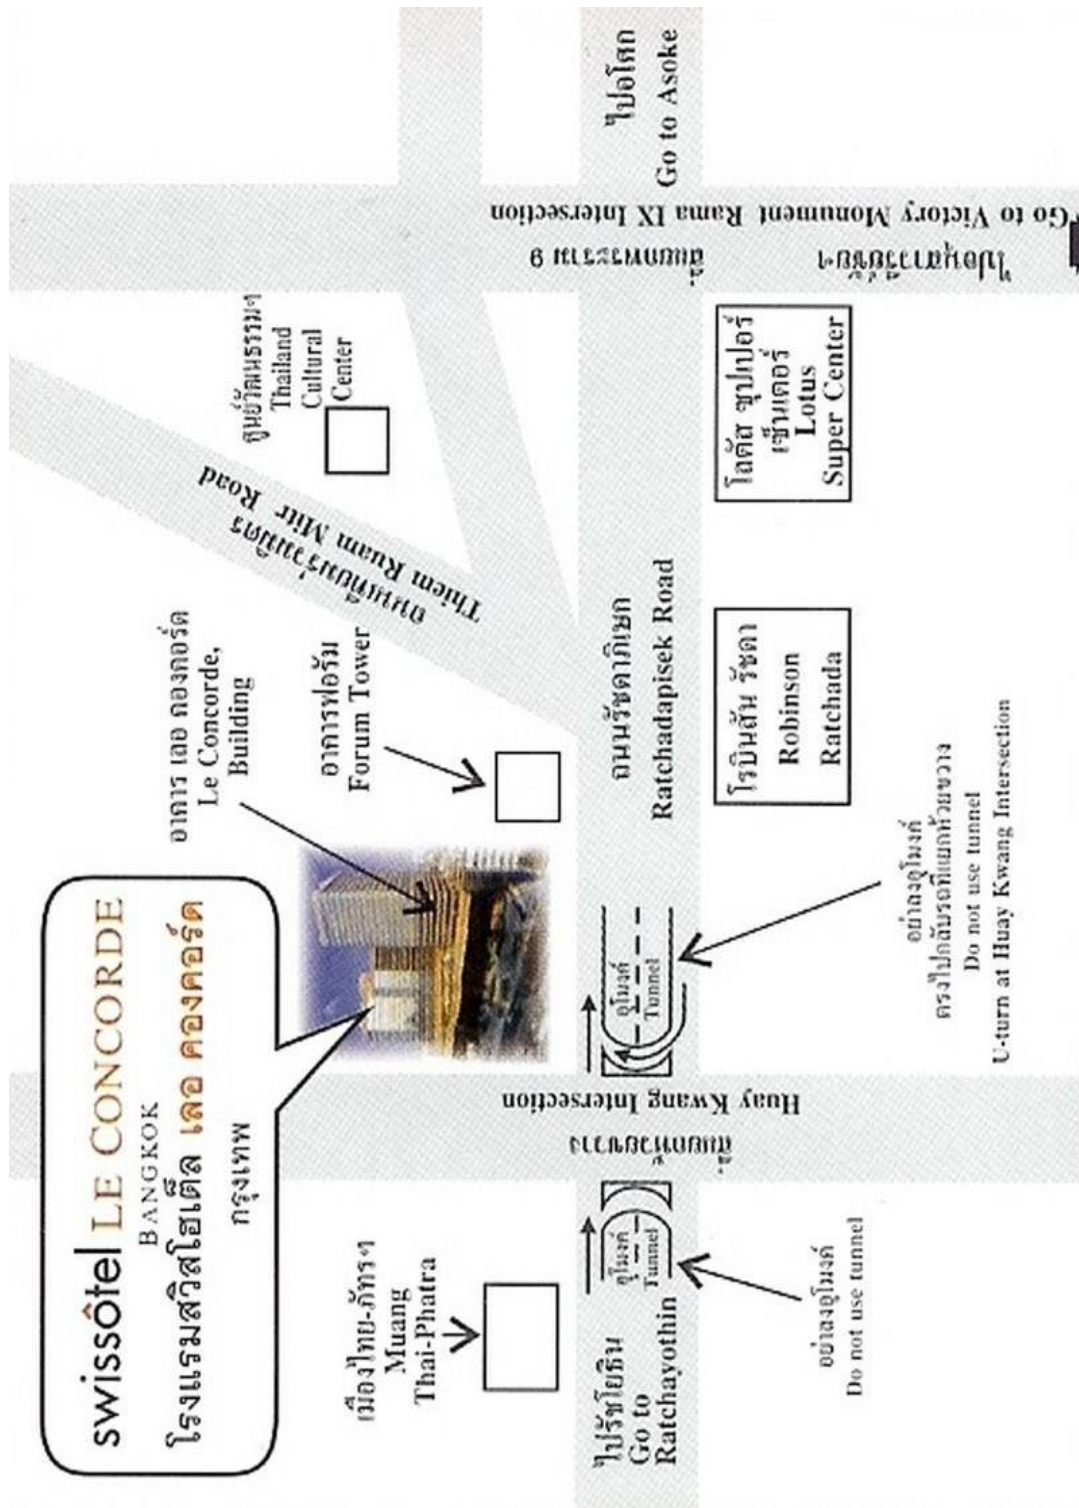 swissôtel LE CONCORDE
BANGKOK
โรงแรมสวิสโฮเต็ล เลอ คองคอร์ด
กรุงเทพ
อาคาร เลอ คองคอร์ด
Le Concorde,
Building
อาคารฟอรั่ม
Forum Tower
ถนนเทียมร่วมมิตร
Thiem Ruam Mitr Road
ศูนย์วัฒนธรรมฯ
Thailand
Cultural
Center
เมืองไทย-ภัทรฯ
Muang
Thai-Phatra
สี่แยกห้วยขวาง
Huay Kwang Intersection
สี่แยกพระราม 9
Rama IX Intersection
ไปอนุสาวรีย์ชัยฯ
Go to Victory Monument
ไปรัชโยธิน
Go to
Ratchayothin
อุโมงค์
Tunnel
อุโมงค์
Tunnel
ถนนรัชดาภิเษก
Ratchadapisek Road
ไปอโศก
Go to Asoke
โรบินสัน รัชดา
Robinson
Ratchada
โลตัส ซุปเปอร์
เซ็นเตอร์
Lotus
Super Center
อย่าลงอุโมงค์
Do not use tunnel
อย่าลงอุโมงค์
ตรงไปกลับรถที่แยกห้วยขวาง
Do not use tunnel
U-turn at Huay Kwang Intersection